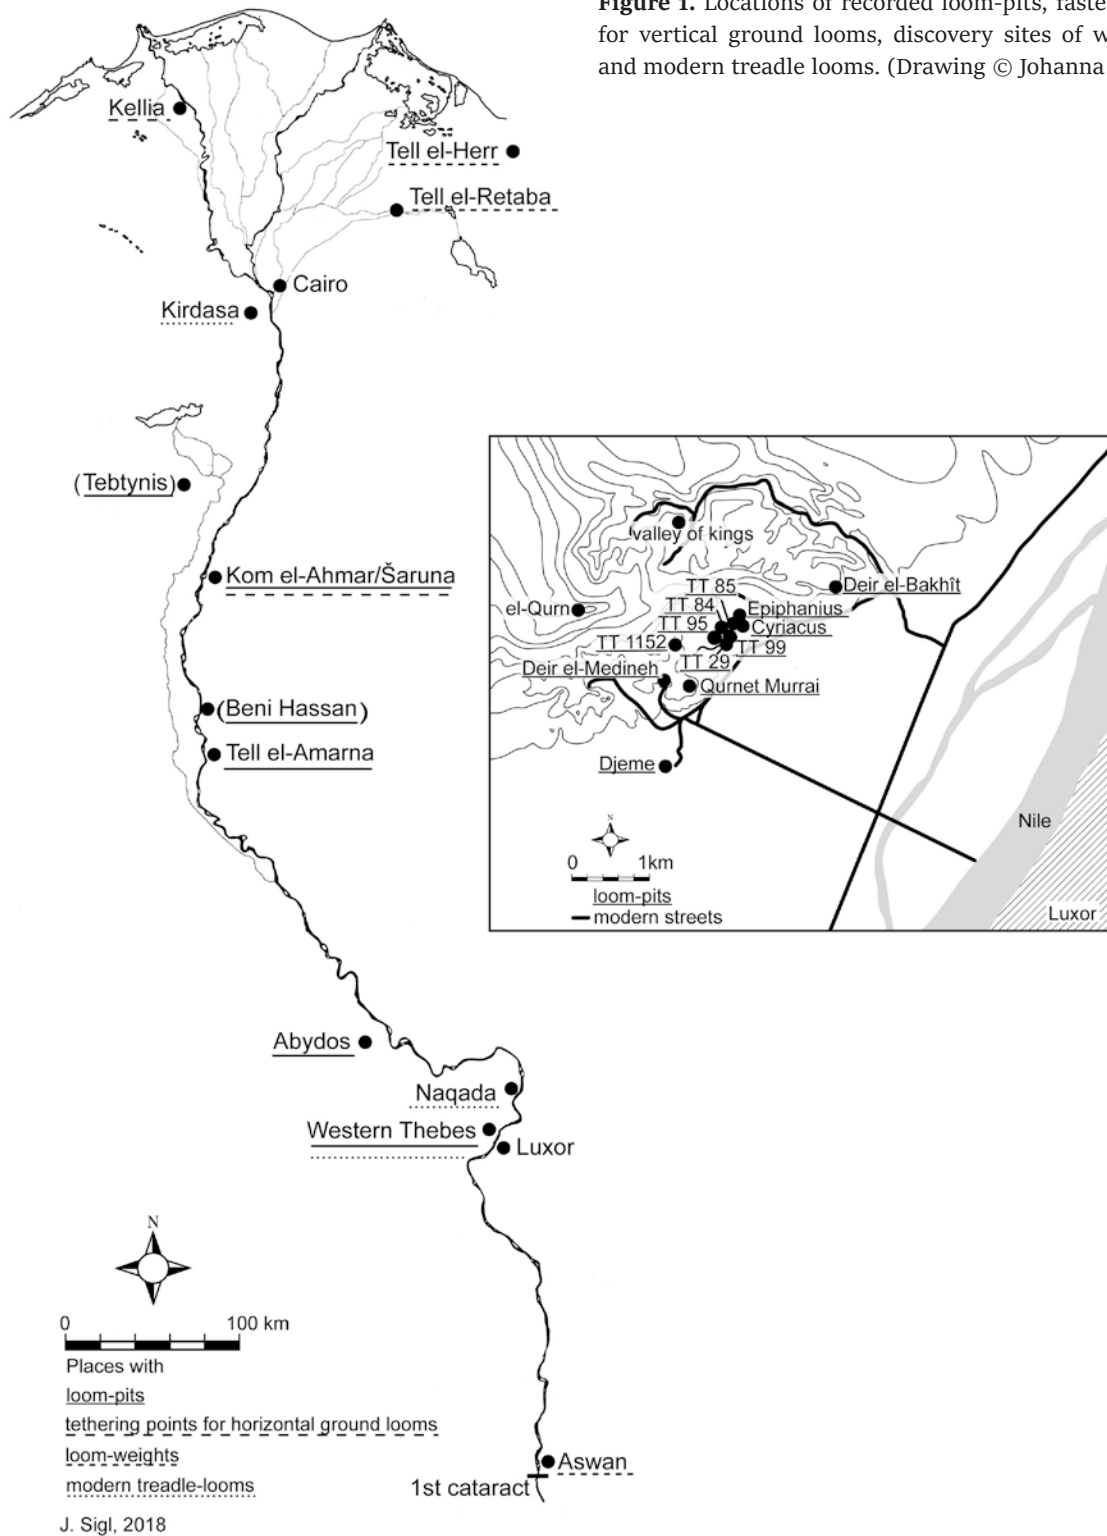 Figure 1. Locations of recorded loom-pits,
for vertical ground looms, discovery sites of
and modern treadle looms. (Drawing © Johanna
Kellia
Tell el-Herr
Tell el-Retaba
Cairo
Kirdasa
(Tebtynis)
Kom el-Ahmar/Šaruna
(Beni Hassan)
Tell el-Amarna
Abydos
Naqada
Western Thebes
Luxor
Aswan
1st cataract
valley of kings
el-Qurn
Deir el-Bakhît
TT 85
TT 84
TT 95
TT 1152
TT 29
TT 99
Epiphanius
Cyriacus
Deir el-Medineh
Qurnet Murrai
Djeme
Nile
Luxor
N
0 1km
loom-pits
modern streets
N
0 100 km
Places with
loom-pits
tethering points for horizontal ground looms
loom-weights
modern treadle-looms
J. Sigl, 2018